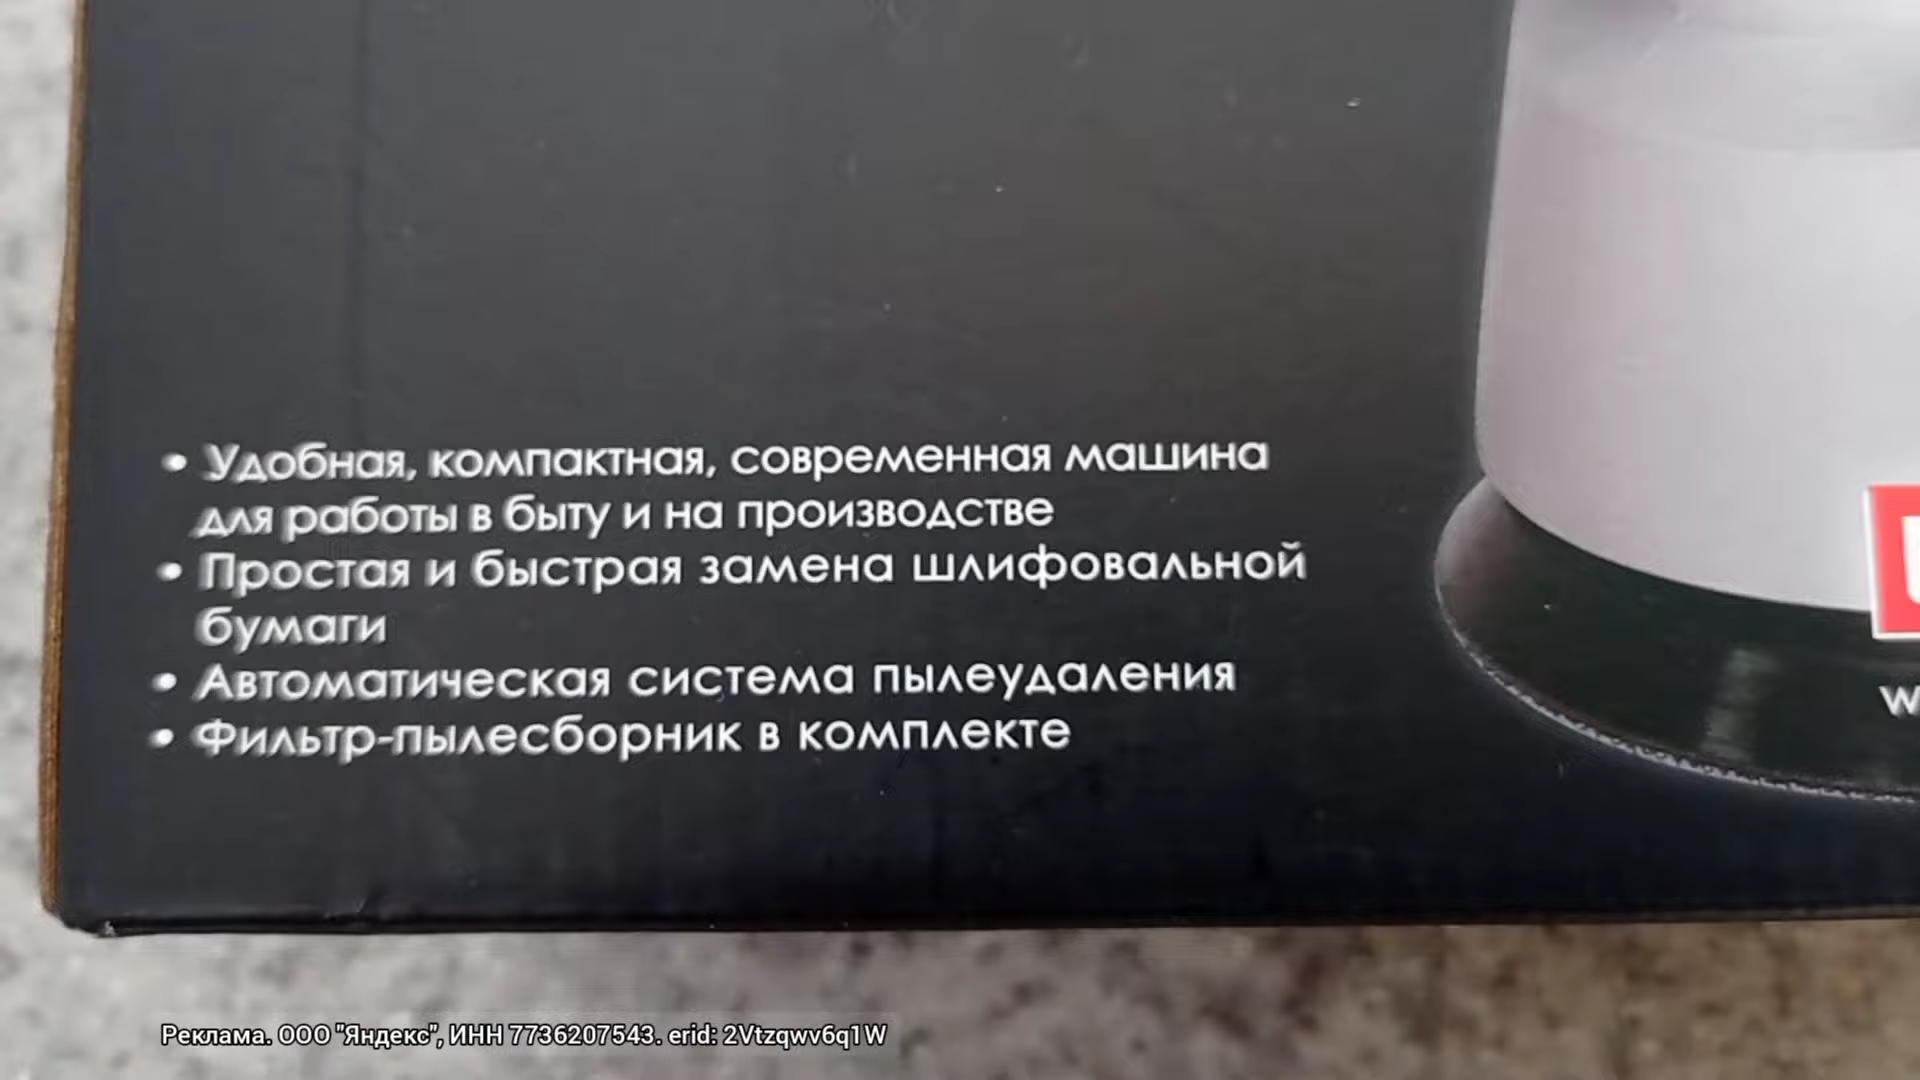 • Удобная, компактная, современная машина
для работы в быту и на производстве
• Простая и быстрая замена шлифовальной
бумаги
• Автоматическая система пылеудаления
• Фильтр-пылесборник в комплекте
Реклама. ООО "Яндекс", ИНН 7736207543. erid: 2Vtzqwv6q1W